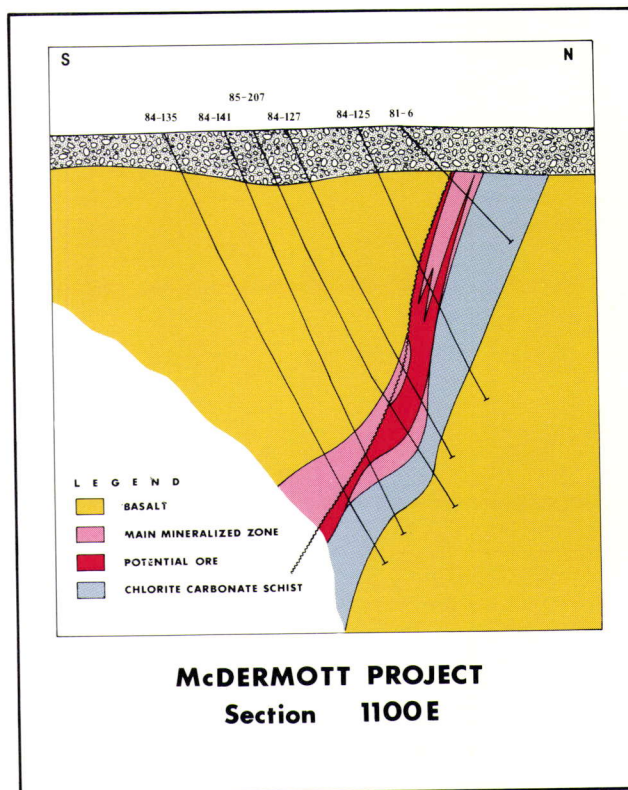 S N
85-207
84-135 84-141 84-127 84-125 81-6
LEGEND
BASALT
MAIN MINERALIZED ZONE
POTENTIAL ORE
CHLORITE CARBONATE SCHIST
McDERMOTT PROJECT
Section 1100E